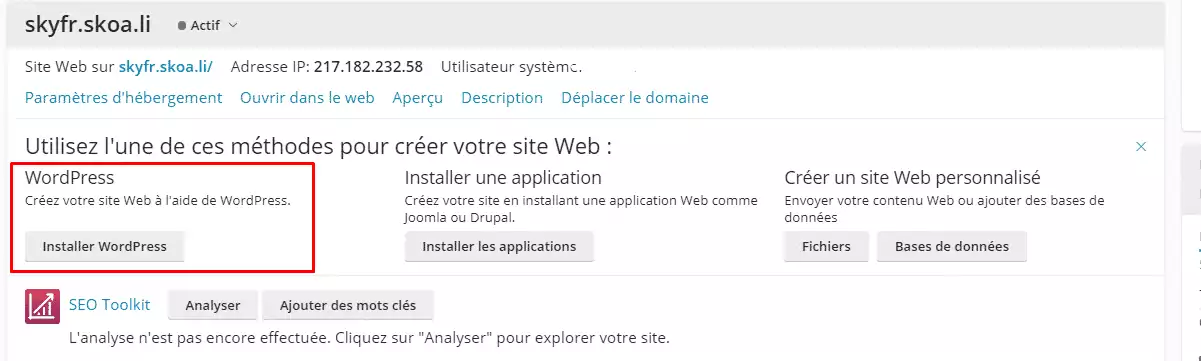 skyfr.skoa.li Actif
Site Web sur skyfr.skoa.li/ Adresse IP: 217.182.232.58 Utilisateur système.
Paramètres d'hébergement Ouvrir dans le web Aperçu Description Déplacer le domaine
Utilisez l'une de ces méthodes pour créer votre site Web :
WordPress
Créez votre site Web à l'aide de WordPress.
Installer WordPress
Installer une application
Créez votre site en installant une application Web comme
Joomla ou Drupal.
Installer les applications
Créer un site Web personnalisé
Envoyer votre contenu Web ou ajouter des bases de
données
Fichiers Bases de données
SEO Toolkit Analyser Ajouter des mots clés
L'analyse n'est pas encore effectuée. Cliquez sur "Analyser" pour explorer votre site.